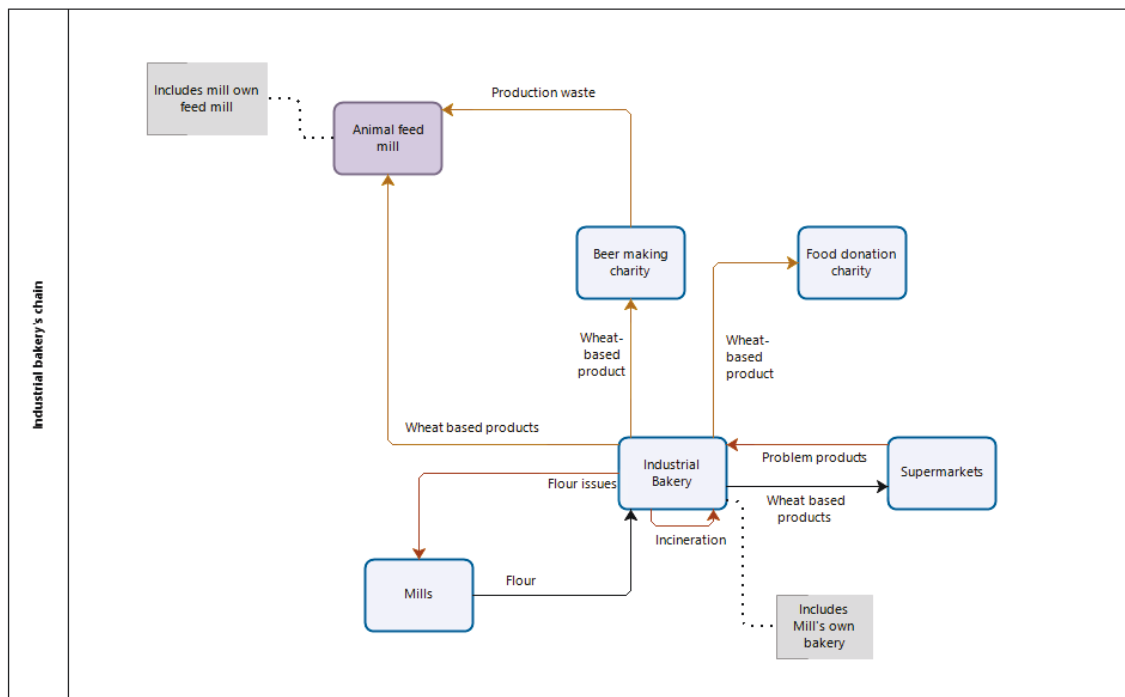 Industrial bakery's chain
Includes mill own
feed mill
Production waste
Animal feed
mill
Beer making
charity
Food donation
charity
Wheat-
based
product
Wheat-
based
product
Wheat based products
Industrial
Bakery
Problem products
Supermarkets
Flour issues
Wheat based
products
Incineration
Mills
Flour
Includes
Mill's own
bakery